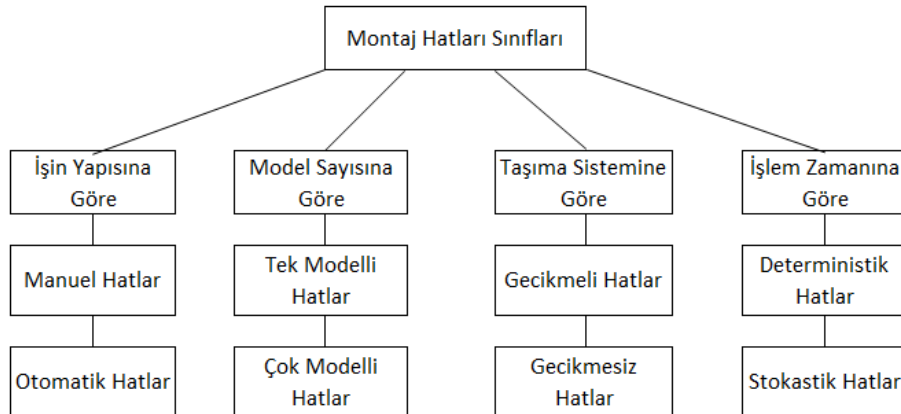 Montaj Hatları Sınıfları
İşin Yapısına
Göre
Model Sayısına
Göre
Taşıma Sistemine
Göre
İşlem Zamanına
Göre
Manuel Hatlar
Tek Modelli
Hatlar
Gecikmeli Hatlar
Deterministik
Hatlar
Otomatik Hatlar
Çok Modelli
Hatlar
Gecikmesiz
Hatlar
Stokastik Hatlar